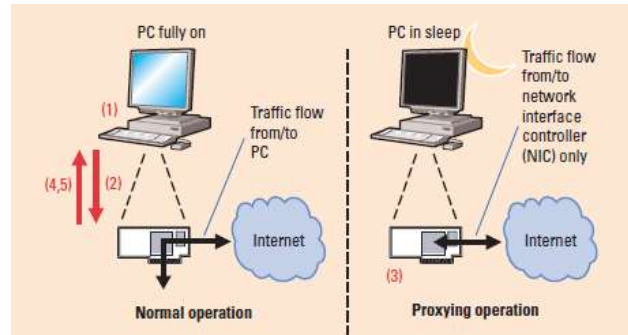 PC fully on
(1)
Traffic flow
from/to
PC
(4,5)
(2)
Internet
Normal operation
PC in sleep
Traffic flow
from/to
network
interface
controller
(NIC) only
Internet
(3)
Proxying operation